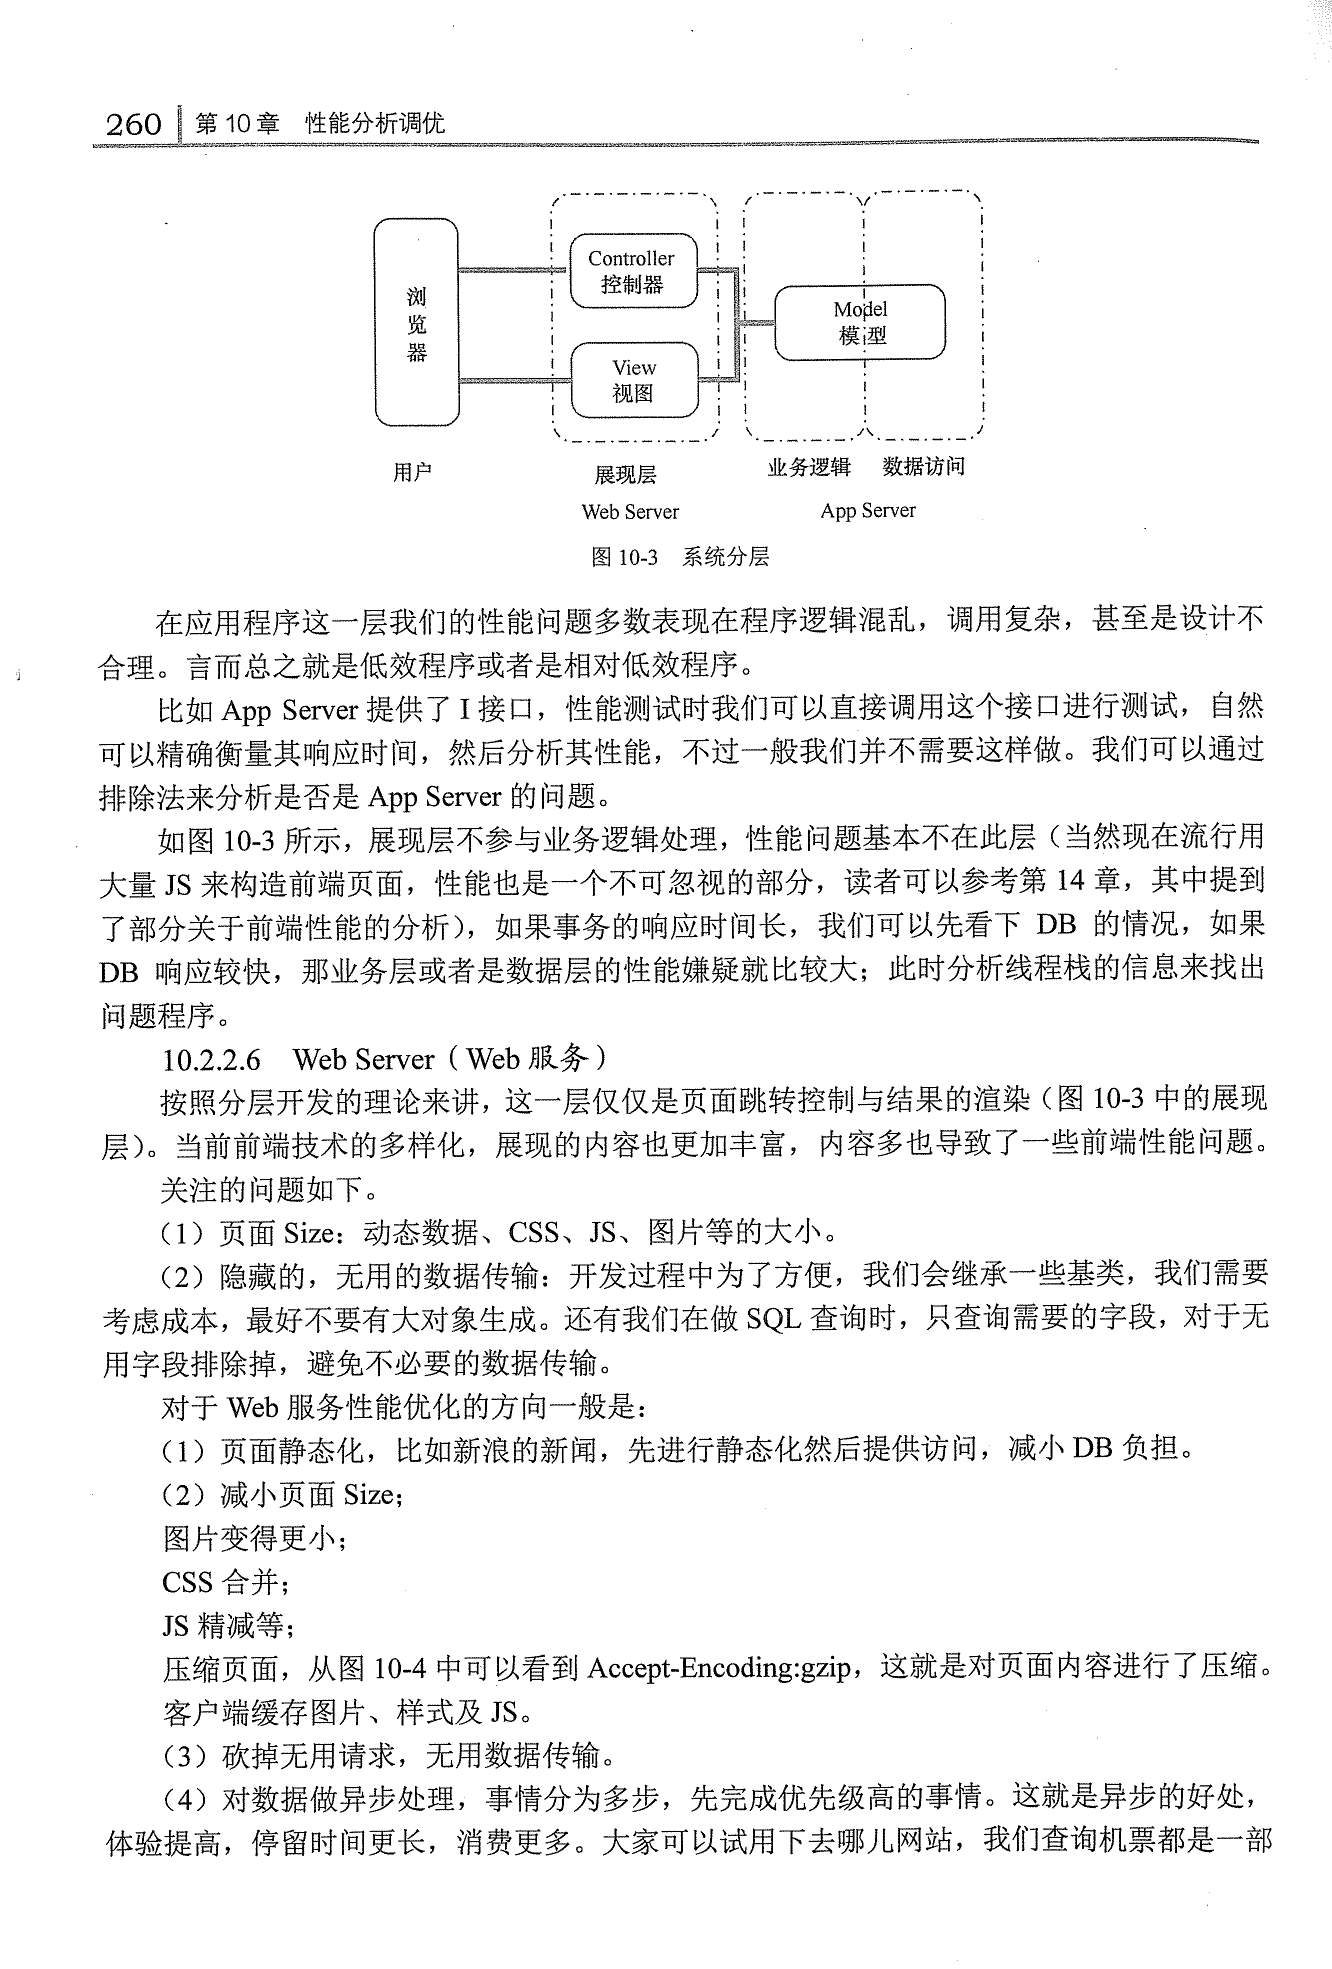 260 第10章 性能分析调优
浏
览
器
Controller
控制器
View
视图
Model
模型
用户
展现层
业务逻辑 数据访问
Web Server
App Server
图 10-3 系统分层
在应用程序这一层我们的性能问题多数表现在程序逻辑混乱，调用复杂，甚至是设计不
合理。言而总之就是低效程序或者是相对低效程序。
比如 App Server 提供了 I 接口，性能测试时我们可以直接调用这个接口进行测试，自然
可以精确衡量其响应时间，然后分析其性能，不过一般我们并不需要这样做。我们可以通过
排除法来分析是否是 App Server 的问题。
如图 10-3 所示，展现层不参与业务逻辑处理，性能问题基本不在此层（当然现在流行用
大量 JS 来构造前端页面，性能也是一个不可忽视的部分，读者可以参考第 14 章，其中提到
了部分关于前端性能的分析），如果事务的响应时间长，我们可以先看下 DB 的情况，如果
DB 响应较快，那业务层或者是数据层的性能嫌疑就比较大；此时分析线程栈的信息来找出
问题程序。
10.2.2.6 Web Server（Web 服务）
按照分层开发的理论来讲，这一层仅仅是页面跳转控制与结果的渲染（图 10-3 中的展现
层）。当前前端技术的多样化，展现的内容也更加丰富，内容多也导致了一些前端性能问题。
关注的问题如下。
（1）页面 Size：动态数据、CSS、JS、图片等的大小。
（2）隐藏的，无用的数据传输：开发过程中为了方便，我们会继承一些基类，我们需要
考虑成本，最好不要有大对象生成。还有我们在做 SQL 查询时，只查询需要的字段，对于无
用字段排除掉，避免不必要的数据传输。
对于 Web 服务性能优化的方向一般是：
（1）页面静态化，比如新浪的新闻，先进行静态化然后提供访问，减小 DB 负担。
（2）减小页面 Size；
图片变得更小；
CSS 合并；
JS 精减等；
压缩页面，从图 10-4 中可以看到 Accept-Encoding:gzip，这就是对页面内容进行了压缩。
客户端缓存图片、样式及 JS。
（3）砍掉无用请求，无用数据传输。
（4）对数据做异步处理，事情分为多步，先完成优先级高的事情。这就是异步的好处，
体验提高，停留时间更长，消费更多。大家可以试用下去哪儿网站，我们查询机票都是一部